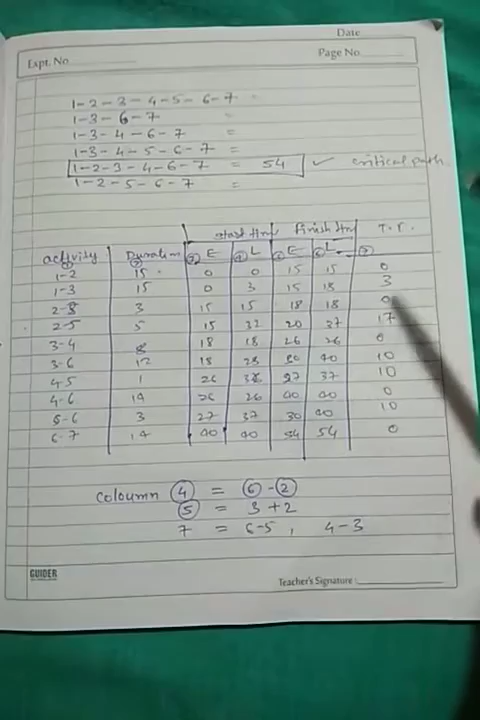 Date
Expt. No.
Page No.
1-2-3-4-5-6-7 =
1-3-6-7 =
1-3-4-6-7 =
1-3-4-5-6-7 =
1-2-3-4-6-7 = 54 ✓ critical path
1-2-5-6-7 =
Start time Finish time T.F.
activity Duration E L E L
① ② ③ ④ ⑤ ⑥ ⑦
1-2 15 0 0 15 15 0
1-3 15 0 3 15 18 3
2-3 3 15 15 18 18 0
2-5 5 15 32 20 37 17
3-4 8 18 18 26 26 0
3-6 12 18 28 30 40 10
4-5 1 26 36 27 37 10
4-6 14 26 26 40 40 0
5-6 3 27 37 30 40 10
6-7 14 40 40 54 54 0
Coloumn ④ = ⑥-②
⑤ = 3+2
7 = 6-5, 4-3
GUIDER
Teacher's Signature: